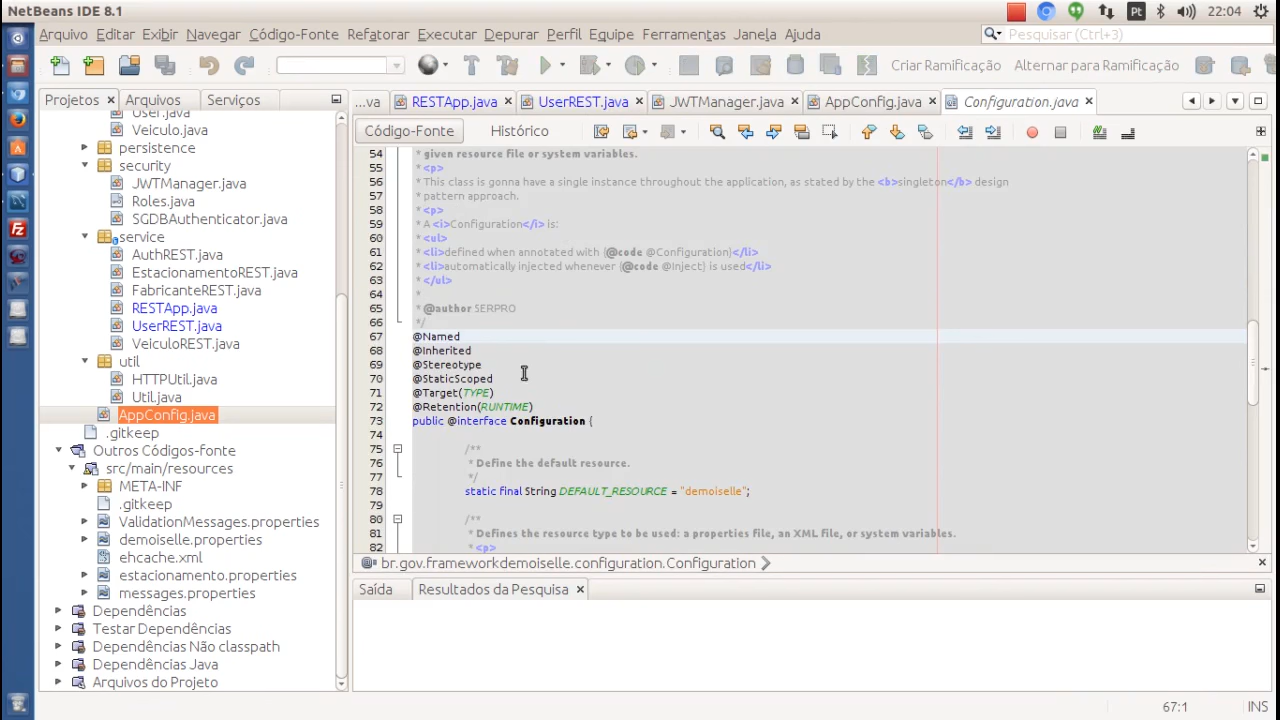 NetBeans IDE 8.1
Pt
22:04
Arquivo Editar Exibir Navegar Código-Fonte Refatorar Executar Depurar Perfil Equipe Ferramentas Janela Ajuda
Pesquisar (Ctrl+3)
Criar Ramificação Alternar para Ramificação
Projetos Arquivos Serviços
...va RESTApp.java UserREST.java JWTManager.java AppConfig.java Configuration.java
Código-Fonte Histórico
User.java
Veiculo.java
persistence
security
JWTManager.java
Roles.java
SGDBAuthenticator.java
service
AuthREST.java
EstacionamentoREST.java
FabricanteREST.java
RESTApp.java
UserREST.java
VeiculoREST.java
util
HTTPUtil.java
Util.java
AppConfig.java
.gitkeep
Outros Códigos-fonte
src/main/resources
META-INF
.gitkeep
ValidationMessages.properties
demoiselle.properties
ehcache.xml
estacionamento.properties
messages.properties
Dependências
Testar Dependências
Dependências Não classpath
Dependências Java
Arquivos do Projeto
54 * given resource file or system variables.
55 * <p>
56 * This class is gonna have a single instance throughout the application, as stated by the <b>singleton</b> design
57 * pattern approach.
58 * <p>
59 * A <i>Configuration</i> is:
60 * <ul>
61 * <li>defined when annotated with {@code @Configuration}</li>
62 * <li>automatically injected whenever {@code @Inject} is used</li>
63 * </ul>
64 *
65 * @author SERPRO
66 */
67 @Named
68 @Inherited
69 @Stereotype
70 @StaticScoped
71 @Target(TYPE)
72 @Retention(RUNTIME)
73 public @interface Configuration {
74
75 /**
76 * Define the default resource.
77 */
78 static final String DEFAULT_RESOURCE = "demoiselle";
79
80 /**
81 * Defines the resource type to be used: a properties file, an XML file, or system variables.
82 * <p>
br.gov.frameworkdemoiselle.configuration.Configuration
Saída Resultados da Pesquisa
67:1 INS